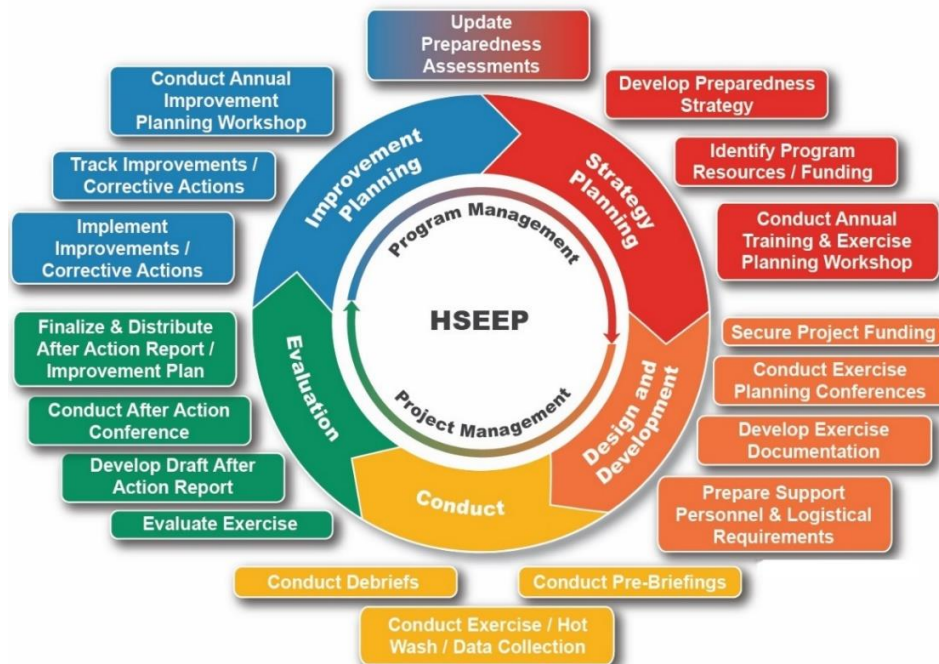 Update
Preparedness
Assessments
Develop Preparedness
Strategy
Identify Program
Resources / Funding
Conduct Annual
Training & Exercise
Planning Workshop
Secure Project Funding
Conduct Exercise
Planning Conferences
Develop Exercise
Documentation
Prepare Support
Personnel & Logistical
Requirements
Conduct Pre-Briefings
Conduct Exercise / Hot
Wash / Data Collection
Conduct Debriefs
Evaluate Exercise
Develop Draft After
Action Report
Conduct After Action
Conference
Finalize & Distribute
After Action Report /
Improvement Plan
Implement
Improvements /
Corrective Actions
Track Improvements /
Corrective Actions
Conduct Annual
Improvement
Planning Workshop
Strategy
Planning
Design and
Development
Conduct
Evaluation
Improvement
Planning
Program Management
HSEEP
Project Management